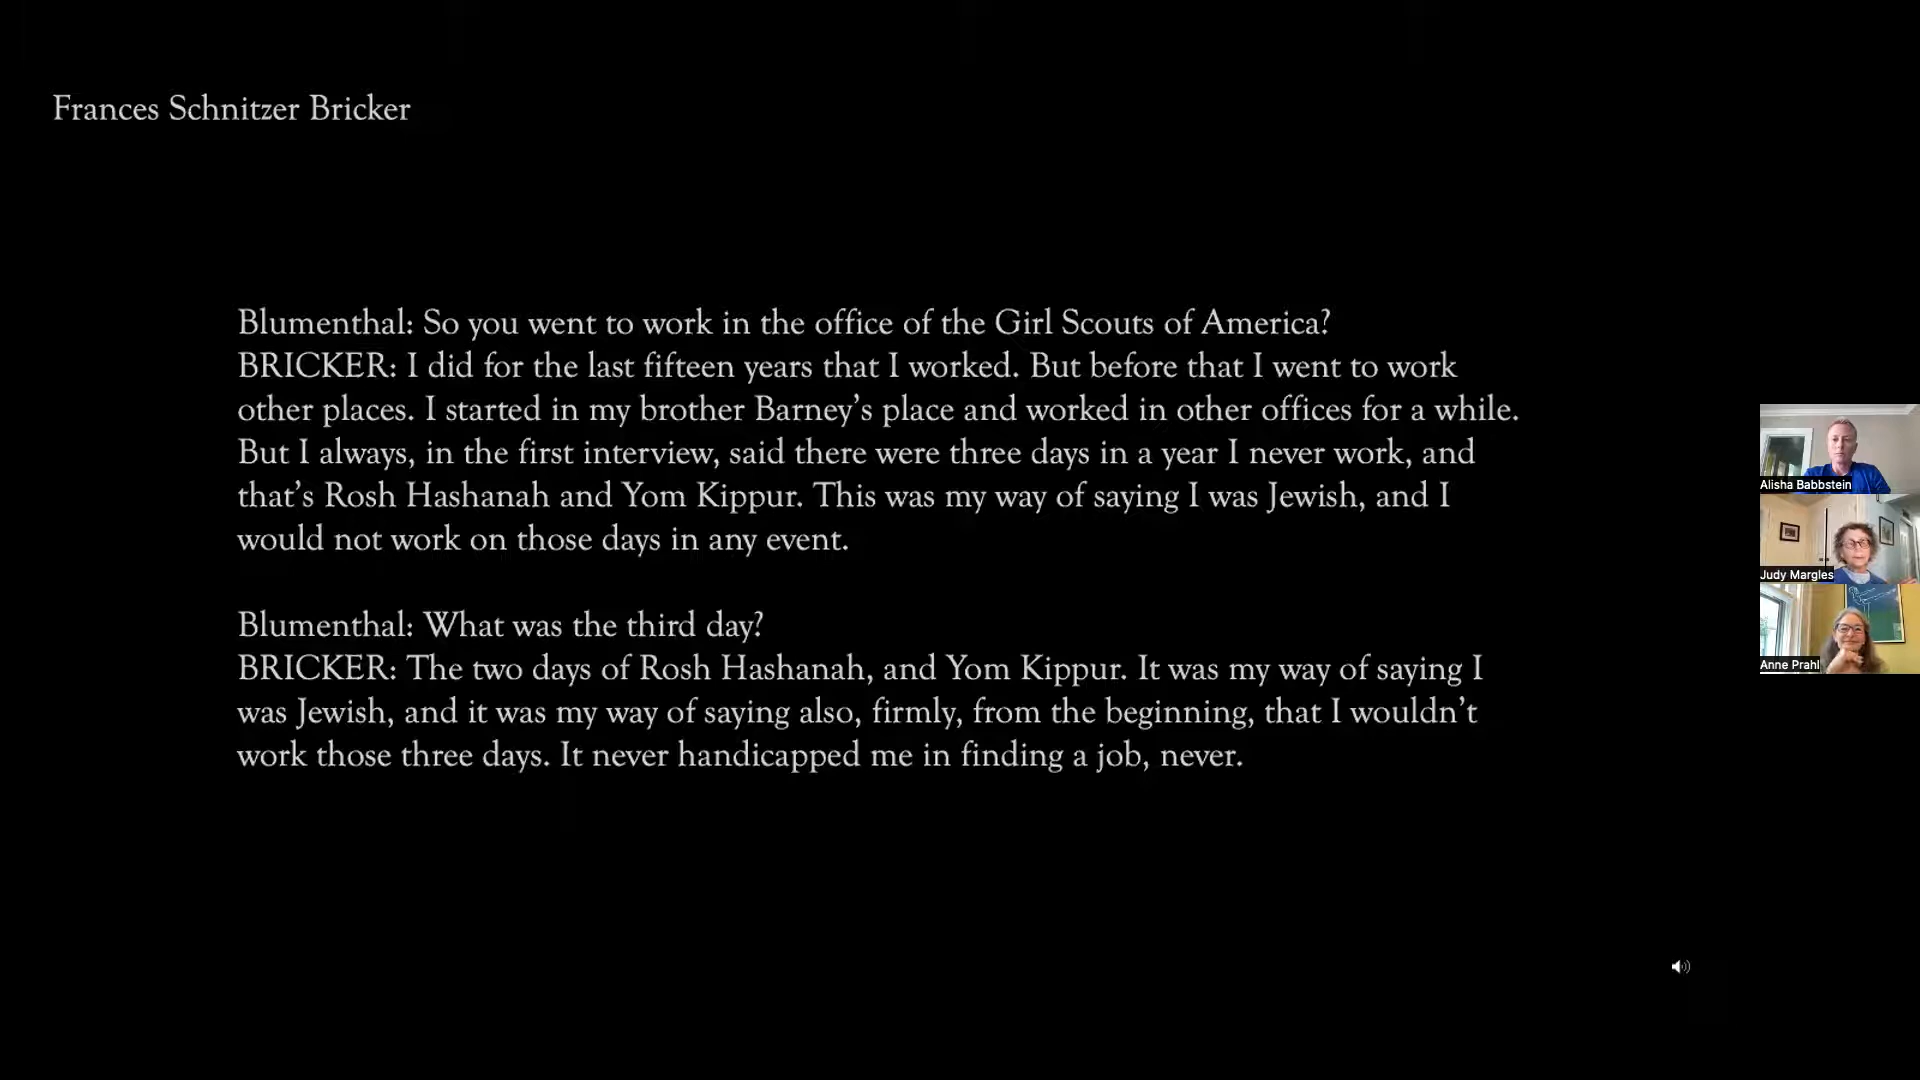 Frances Schnitzer Bricker
Blumenthal: So you went to work in the office of the Girl Scouts of America?
BRICKER: I did for the last fifteen years that I worked. But before that I went to work
other places. I started in my brother Barney’s place and worked in other offices for a while.
But I always, in the first interview, said there were three days in a year I never work, and
that’s Rosh Hashanah and Yom Kippur. This was my way of saying I was Jewish, and I
would not work on those days in any event.
Blumenthal: What was the third day?
BRICKER: The two days of Rosh Hashanah, and Yom Kippur. It was my way of saying I
was Jewish, and it was my way of saying also, firmly, from the beginning, that I wouldn’t
work those three days. It never handicapped me in finding a job, never.
Alisha Babbstein
Judy Margles
Anne Prahl